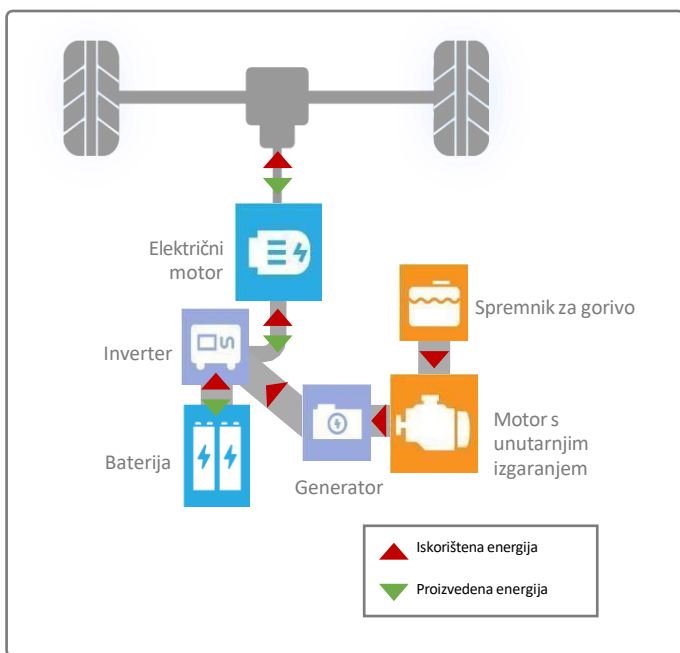 Električni
motor
Spremnik za gorivo
Inverter
Motor s
unutarnjim
izgaranjem
Baterija
Generator
Iskorištena energija
Proizvedena energija